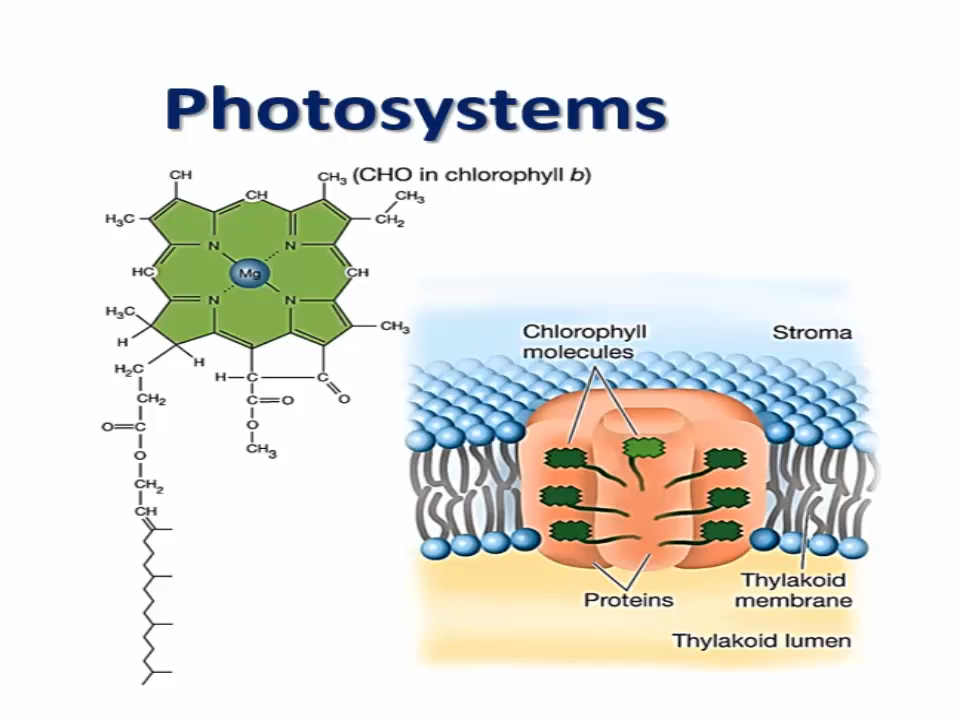 Photosystems
CH
CH₃ (CHO in chlorophyll b)
CH
CH₃
H₃C
CH₂
N
N
HC
Mg
CH
N
N
H₃C
CH₃
H
H
H₂C
H
C
C
O
CH₂
C=O
O=C
O
O
CH₃
CH₂
CH
Chlorophyll
molecules
Stroma
Proteins
Thylakoid
membrane
Thylakoid lumen